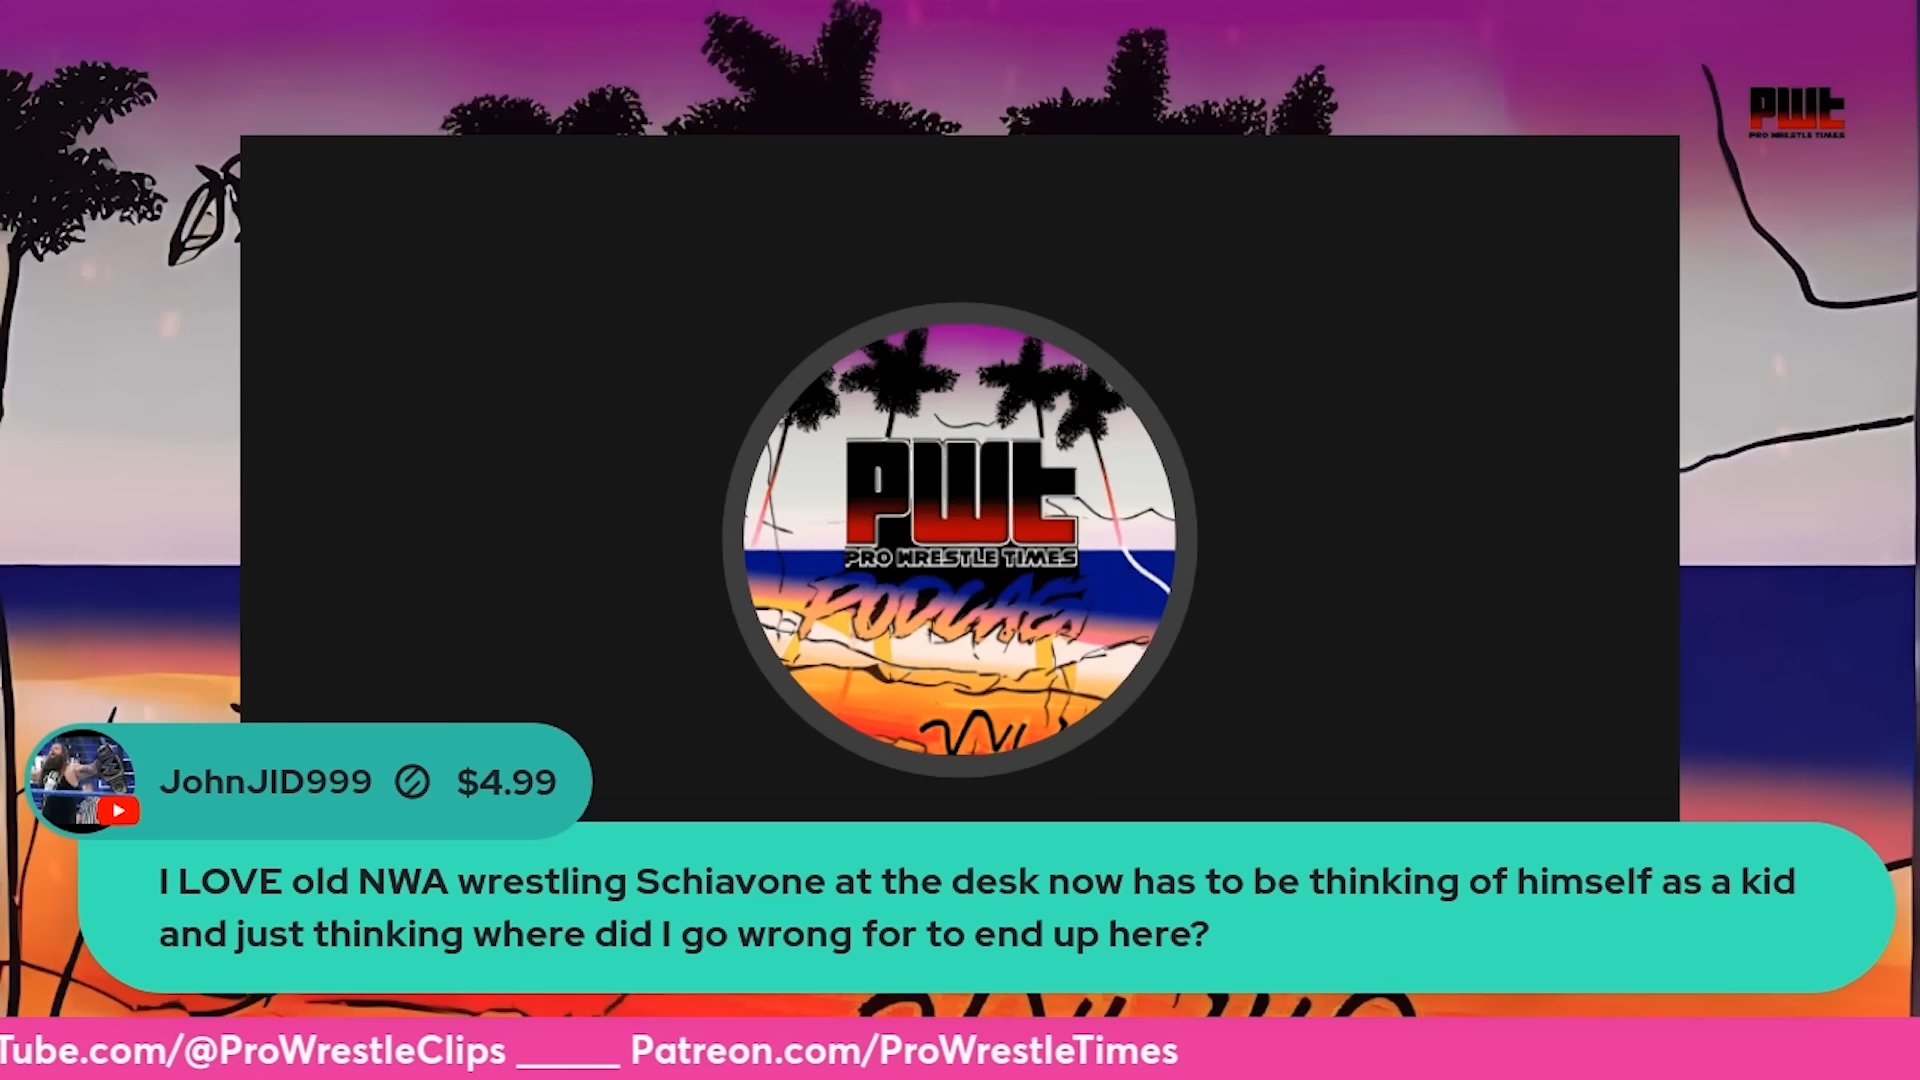 PWT
PRO WRESTLE TIMES
PWT
PRO WRESTLE TIMES
JohnJID999 $4.99
I LOVE old NWA wrestling Schiavone at the desk now has to be thinking of himself as a kid
and just thinking where did I go wrong for to end up here?
Tube.com/@ProWrestleClips _____ Patreon.com/ProWrestleTimes